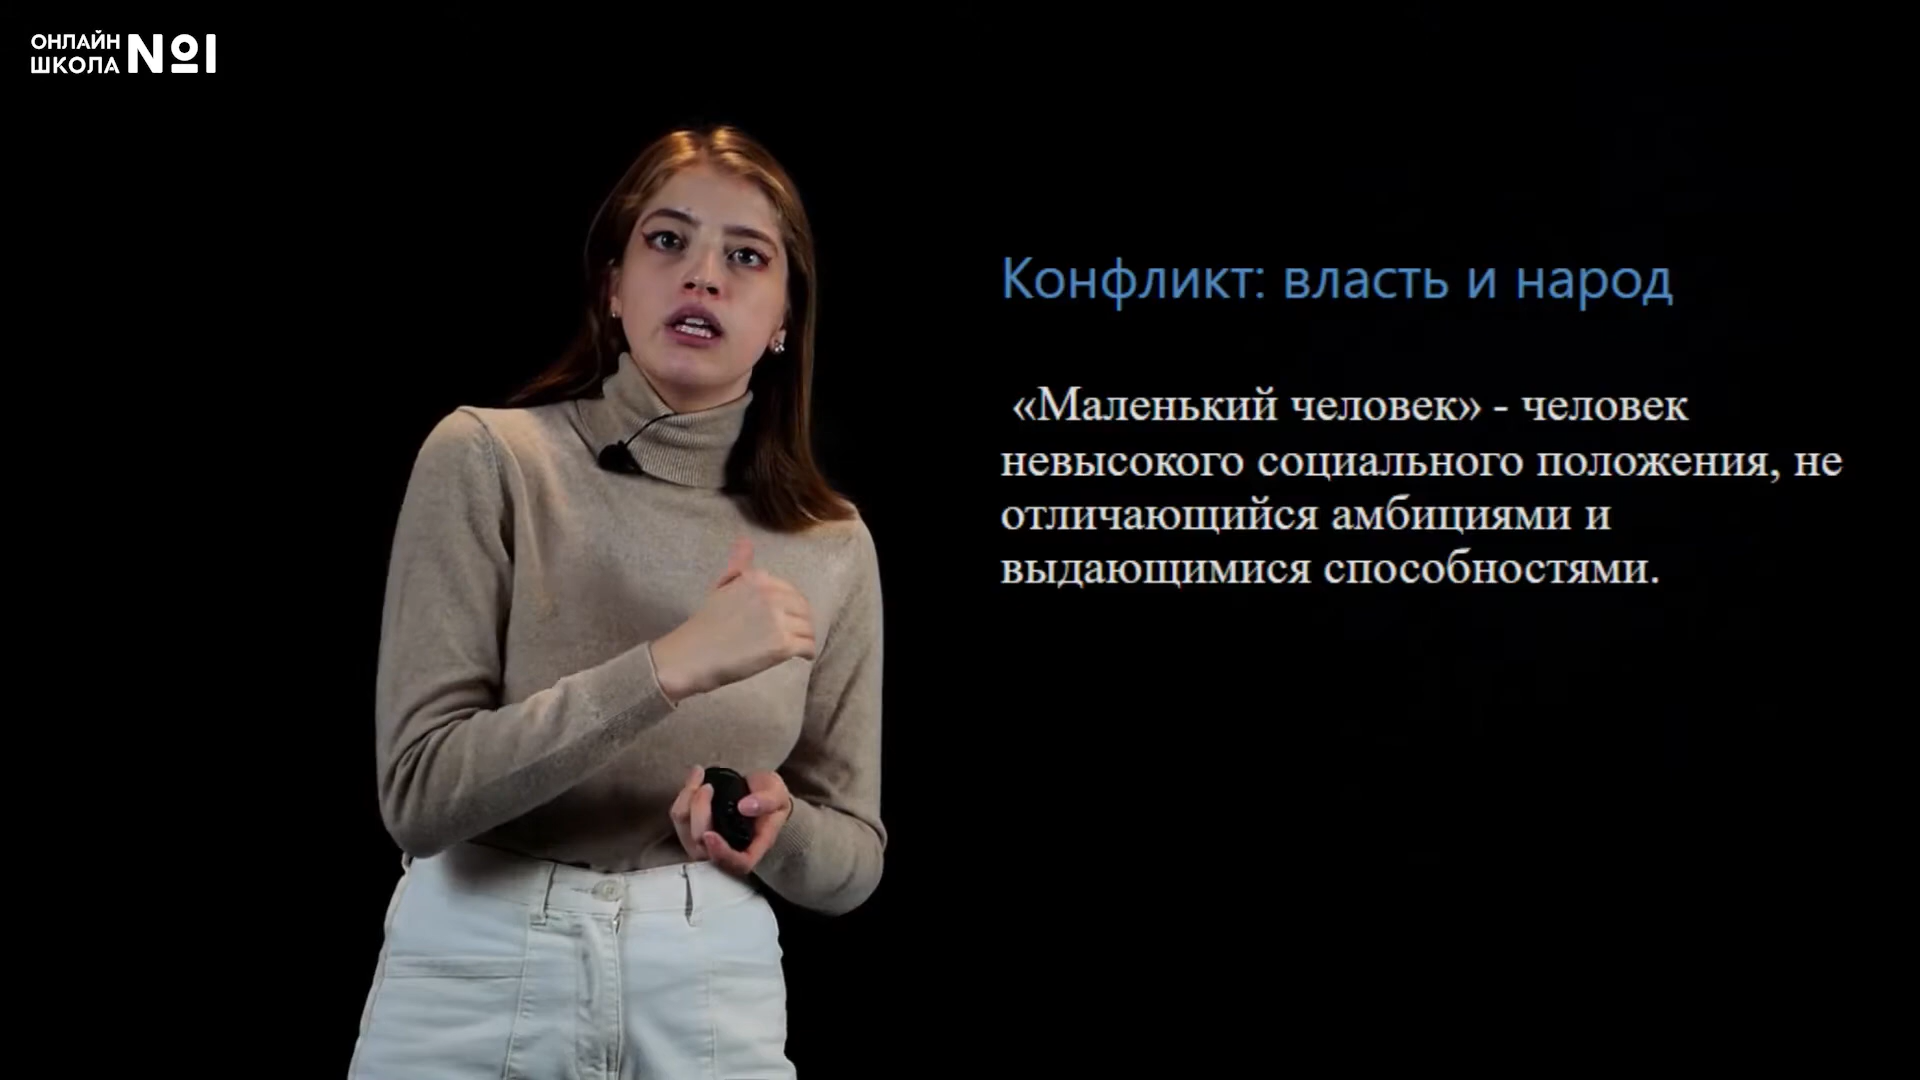 ОНЛАЙН
ШКОЛА №1
Конфликт: власть и народ
«Маленький человек» - человек
невысокого социального положения, не
отличающийся амбициями и
выдающимися способностями.